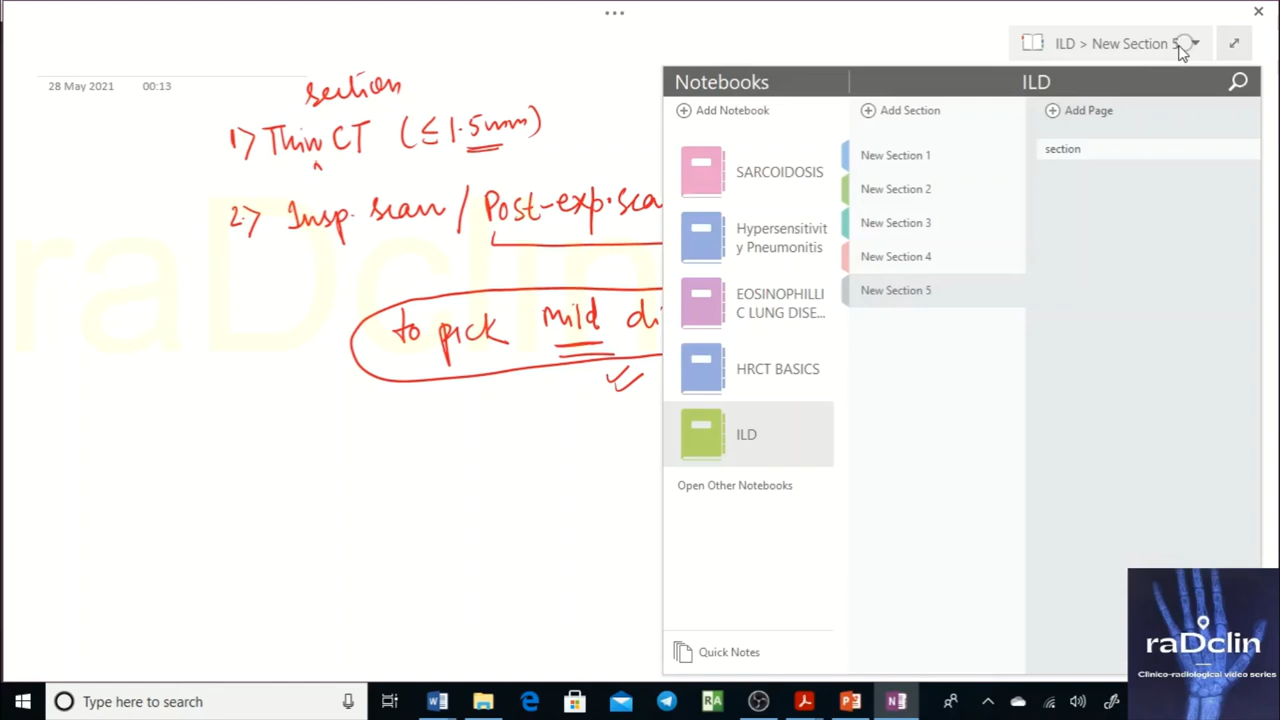 ILD > New Section 5
28 May 2021 00:13
section
1) Thin CT (≤ 1.5mm)
2.) Insp. scan / Post-exp. sca
to pick mild di
Notebooks
ILD
Add Notebook
Add Section
Add Page
SARCOIDOSIS
Hypersensitivit
y Pneumonitis
EOSINOPHILLI
C LUNG DISE...
HRCT BASICS
ILD
Open Other Notebooks
Quick Notes
New Section 1
New Section 2
New Section 3
New Section 4
New Section 5
section
raDclin
raDclin
Clinico-radiological video series
Type here to search